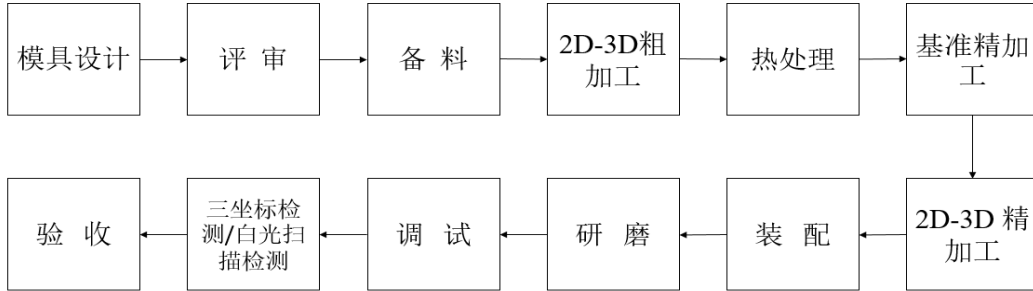 模具设计
评 审
备 料
2D-3D粗
加工
热处理
基准精加
工
验 收
三坐标检
测/白光扫
描检测
调 试
研 磨
装 配
2D-3D 精
加工